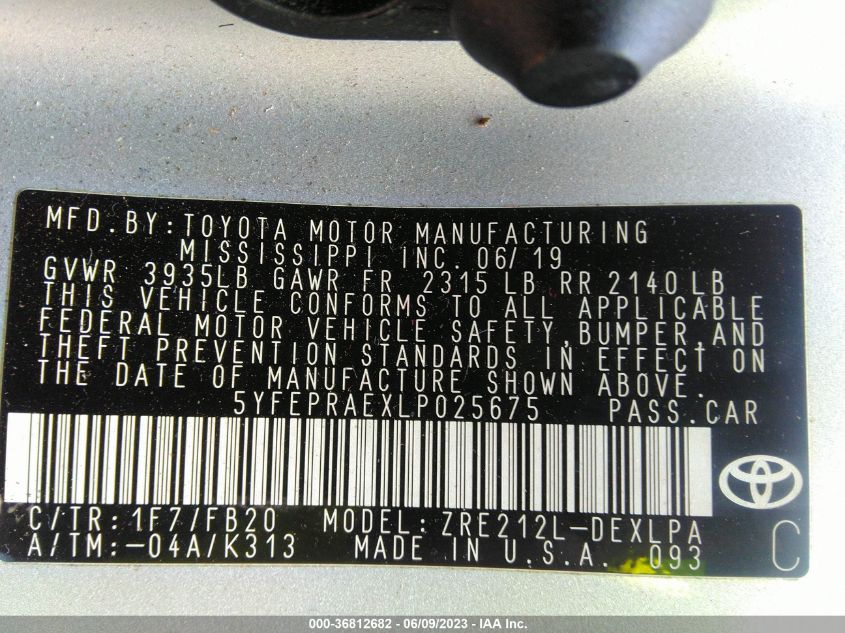 MFD.BY:TOYOTA MOTOR MANUFACTURING
MISSISSIPPI INC. 06/19
GVWR 3935LB GAWR FR 2315 LB RR 2140LB
THIS VEHICLE CONFORMS TO ALL APPLICABLE
FEDERAL MOTOR VEHICLE SAFETY,BUMPER,AND
THEFT PREVENTION STANDARDS IN EFFECT ON
THE DATE OF MANUFACTURE SHOWN ABOVE.
5YFEPRAEXLP025675 PASS.CAR
C/TR: 1F7/FB20 MODEL: ZRE212L-DEXLPA
A/TM:-04A/K313 MADE IN U.S.A. 093 C
000-36812682 - 06/09/2023 - IAA Inc.